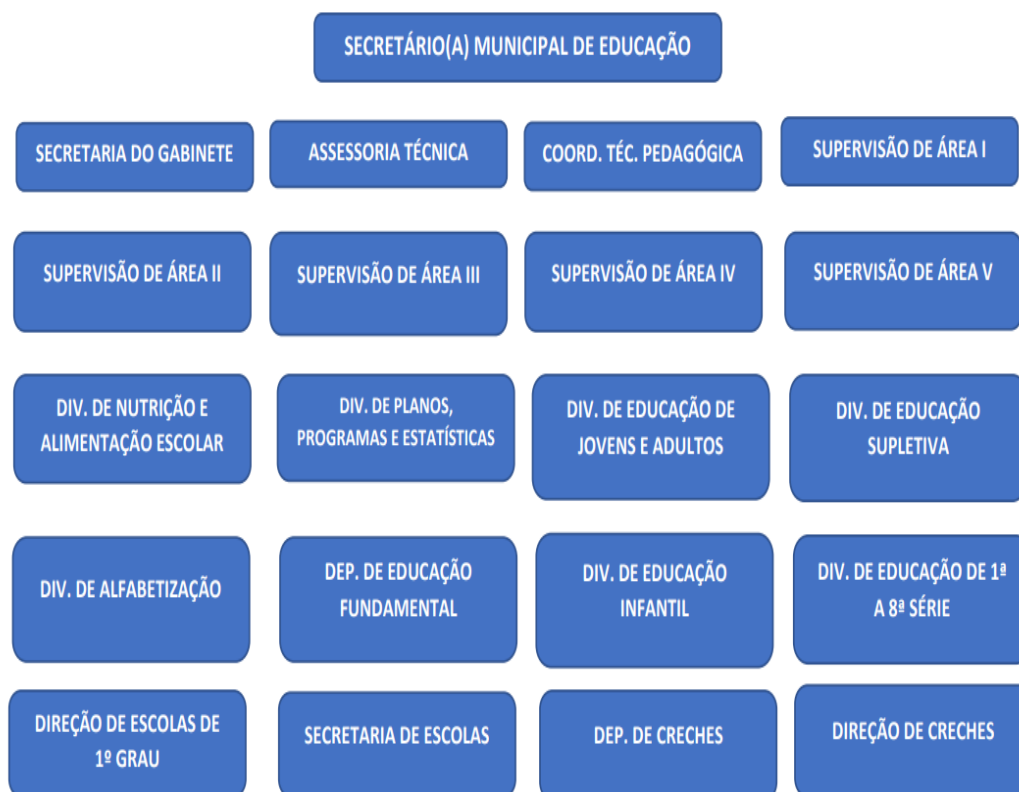 SECRETÁRIO(A) MUNICIPAL DE EDUCAÇÃO
SECRETARIA DO GABINETE
ASSESSORIA TÉCNICA
COORD. TÉC. PEDAGÓGICA
SUPERVISÃO DE ÁREA I
SUPERVISÃO DE ÁREA II
SUPERVISÃO DE ÁREA III
SUPERVISÃO DE ÁREA IV
SUPERVISÃO DE ÁREA V
DIV. DE NUTRIÇÃO E
ALIMENTAÇÃO ESCOLAR
DIV. DE PLANOS,
PROGRAMAS E ESTATÍSTICAS
DIV. DE EDUCAÇÃO DE
JOVENS E ADULTOS
DIV. DE EDUCAÇÃO
SUPLETIVA
DIV. DE ALFABETIZAÇÃO
DEP. DE EDUCAÇÃO
FUNDAMENTAL
DIV. DE EDUCAÇÃO
INFANTIL
DIV. DE EDUCAÇÃO DE 1ª
A 8ª SÉRIE
DIREÇÃO DE ESCOLAS DE
1º GRAU
SECRETARIA DE ESCOLAS
DEP. DE CRECHES
DIREÇÃO DE CRECHES